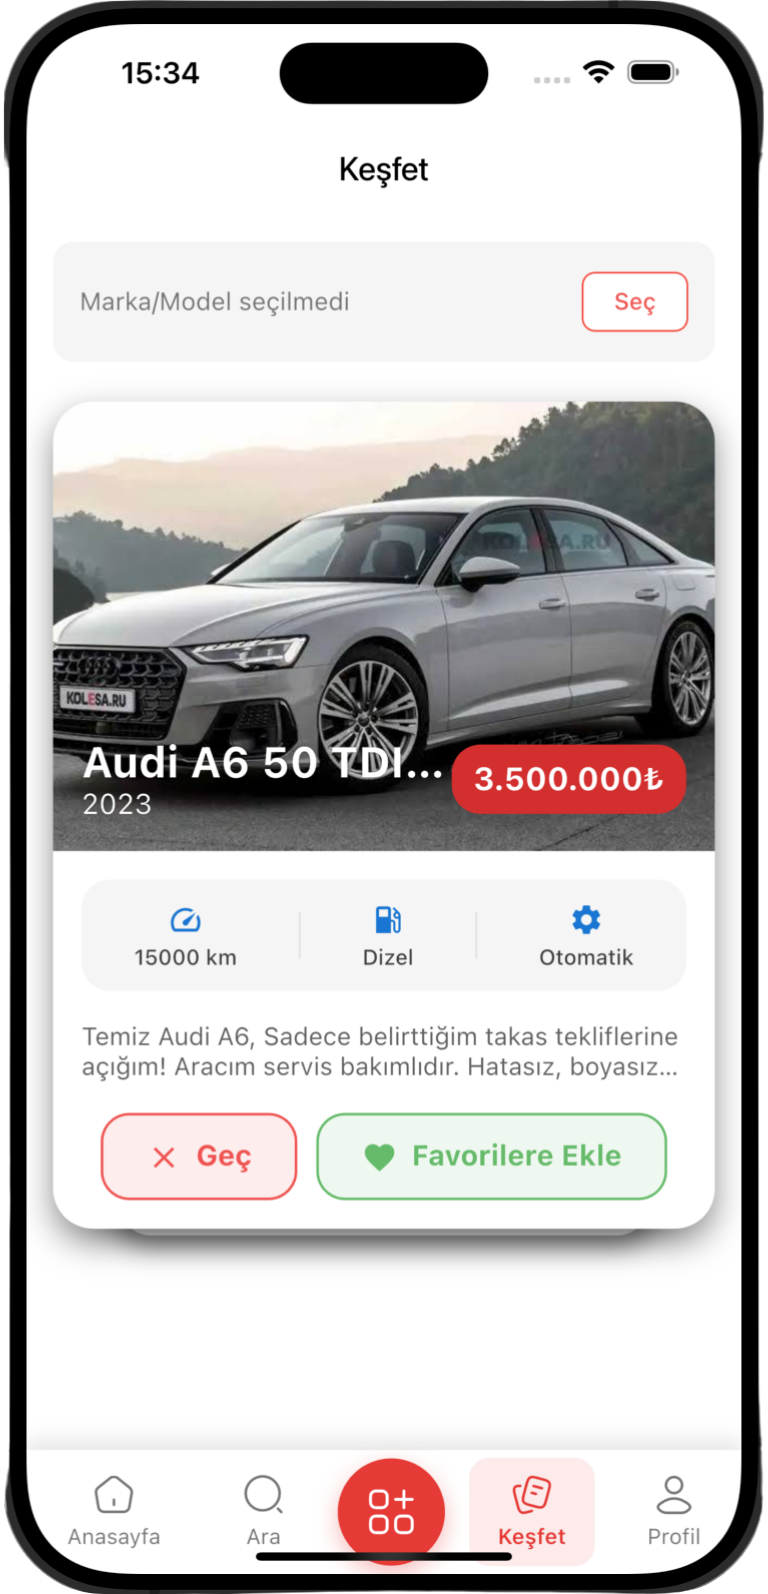 15:34
Keşfet
Marka/Model seçilmedi
Seç
KOLESA.RU
KOLESA.RU
Audi A6 50 TDI...
3.500.000₺
2023
15000 km
Dizel
Otomatik
Temiz Audi A6, Sadece belirttiğim takas tekliflerine
açığım! Aracım servis bakımlıdır. Hatasız, boyasız...
Geç
Favorilere Ekle
Anasayfa
Ara
Keşfet
Profil